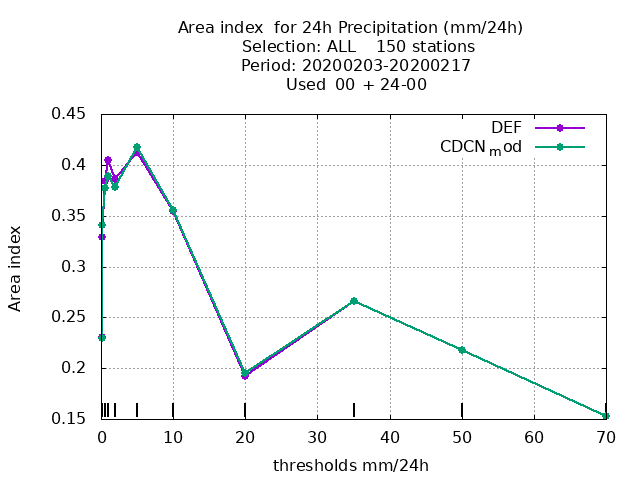 Area index  for 24h Precipitation (mm/24h)
Selection: ALL    150 stations
Period: 20200203-20200217
Used  00 + 24-00
DEF
CDCN_mod
Area index
0.45
0.4
0.35
0.3
0.25
0.2
0.15
0 10 20 30 40 50 60 70
thresholds mm/24h